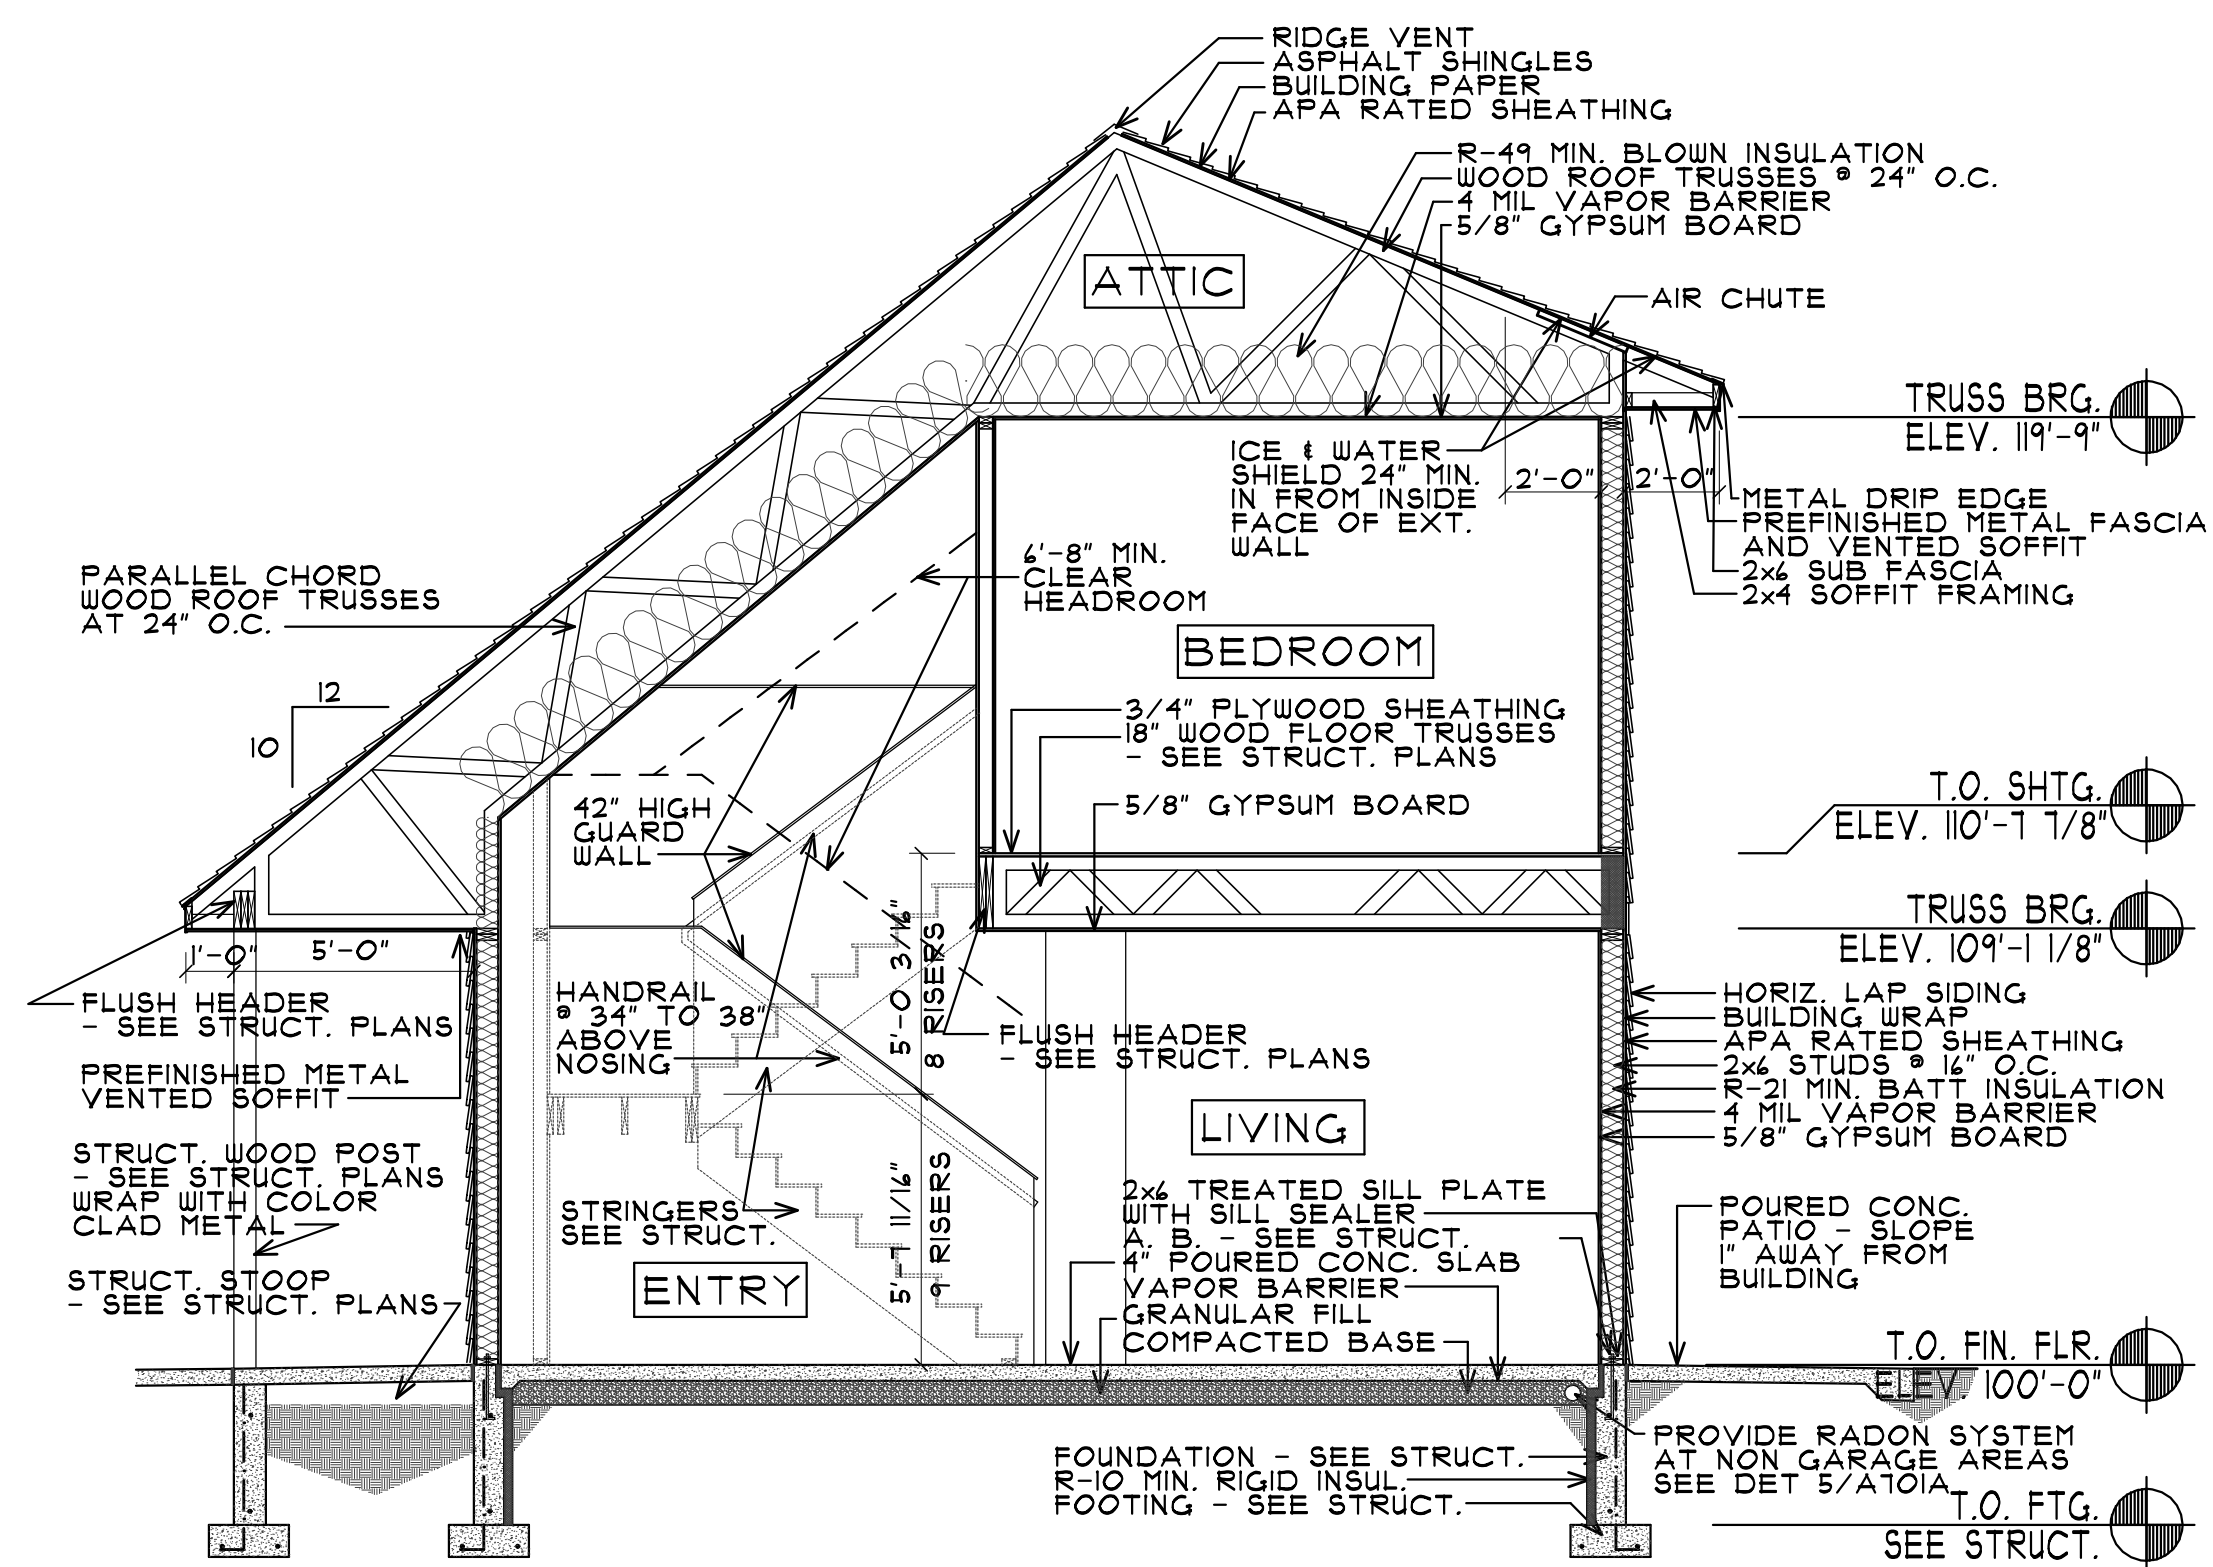 RIDGE VENT
ASPHALT SHINGLES
BUILDING PAPER
APA RATED SHEATHING
R-49 MIN. BLOWN INSULATION
WOOD ROOF TRUSSES @ 24" O.C.
4 MIL VAPOR BARRIER
5/8" GYPSUM BOARD
ATTIC
AIR CHUTE
TRUSS BRG.
ELEV. 119'-9"
ICE & WATER
SHIELD 24" MIN.
IN FROM INSIDE
FACE OF EXT.
WALL
2'-0"
2'-0"
METAL DRIP EDGE
PREFINISHED METAL FASCIA
AND VENTED SOFFIT
2x6 SUB FASCIA
2x4 SOFFIT FRAMING
6'-8" MIN.
CLEAR
HEADROOM
PARALLEL CHORD
WOOD ROOF TRUSSES
AT 24" O.C.
BEDROOM
12
10
3/4" PLYWOOD SHEATHING
18" WOOD FLOOR TRUSSES
- SEE STRUCT. PLANS
5/8" GYPSUM BOARD
42" HIGH
GUARD
WALL
T.O. SHTG.
ELEV. 110'-7 7/8"
TRUSS BRG.
ELEV. 109'-1 1/8"
1'-0"
5'-0"
FLUSH HEADER
- SEE STRUCT. PLANS
PREFINISHED METAL
VENTED SOFFIT
HANDRAIL
@ 34" TO 38"
ABOVE
NOSING
5'-0 3/16"
8 RISERS
FLUSH HEADER
- SEE STRUCT. PLANS
HORIZ. LAP SIDING
BUILDING WRAP
APA RATED SHEATHING
2x6 STUDS @ 16" O.C.
R-21 MIN. BATT INSULATION
4 MIL VAPOR BARRIER
5/8" GYPSUM BOARD
LIVING
STRUCT. WOOD POST
- SEE STRUCT. PLANS
WRAP WITH COLOR
CLAD METAL
STRUCT. STOOP
- SEE STRUCT. PLANS
STRINGERS
SEE STRUCT.
5'-7 11/16"
9 RISERS
ENTRY
2x6 TREATED SILL PLATE
WITH SILL SEALER
A. B. - SEE STRUCT.
4" POURED CONC. SLAB
VAPOR BARRIER
GRANULAR FILL
COMPACTED BASE
POURED CONC.
PATIO - SLOPE
1" AWAY FROM
BUILDING
T.O. FIN. FLR.
ELEV. 100'-0"
FOUNDATION - SEE STRUCT.
R-10 MIN. RIGID INSUL.
FOOTING - SEE STRUCT.
PROVIDE RADON SYSTEM
AT NON GARAGE AREAS
SEE DET 5/A701A
T.O. FTG.
SEE STRUCT.